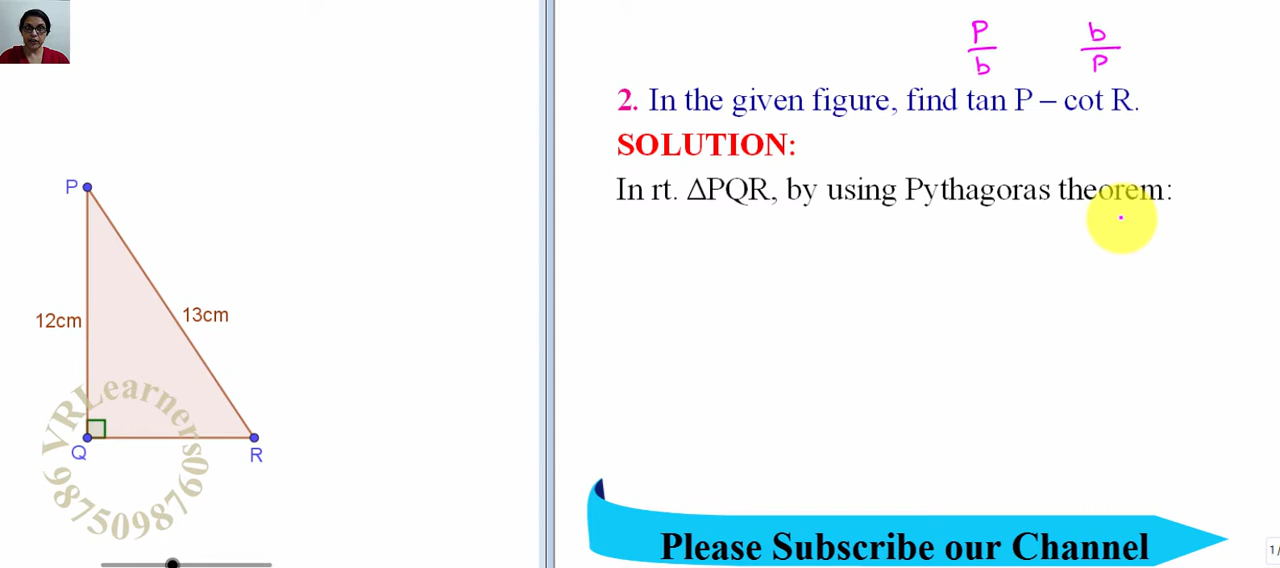 P
12cm
13cm
Q
R
VRLearners
9875098760
P/b b/P
2. In the given figure, find tan P – cot R.
SOLUTION:
In rt. ΔPQR, by using Pythagoras theorem:
Please Subscribe our Channel
1/